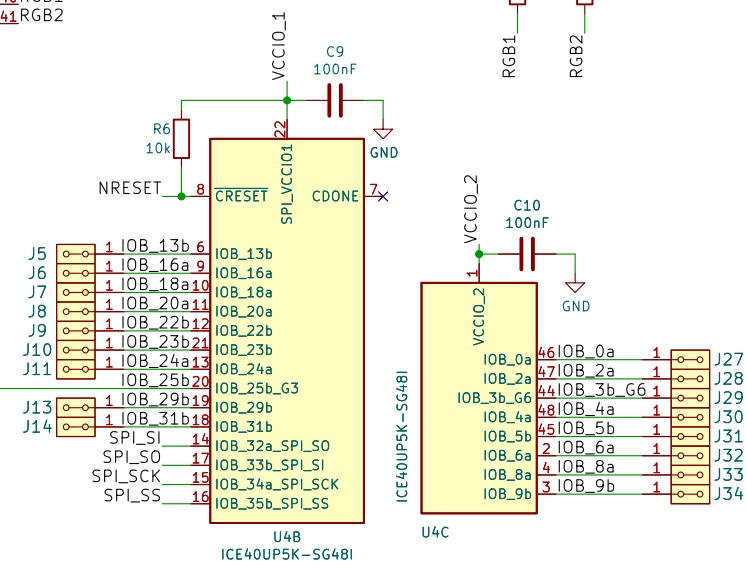 RGB1
41 RGB2
RGB1
RGB2
VCCIO_1
C9
100nF
GND
R6
10k
22
SPI_VCCIO1
NRESET
8
CRESET
CDONE
7
J5 1 IOB_13b 6 IOB_13b
J6 1 IOB_16a 9 IOB_16a
J7 1 IOB_18a 10 IOB_18a
J8 1 IOB_20a 11 IOB_20a
J9 1 IOB_22b 12 IOB_22b
J10 1 IOB_23b 21 IOB_23b
J11 1 IOB_24a 13 IOB_24a
IOB_25b 20 IOB_25b_G3
J13 1 IOB_29b 19 IOB_29b
J14 1 IOB_31b 18 IOB_31b
SPI_SI 14 IOB_32a_SPI_SO
SPI_SO 17 IOB_33b_SPI_SI
SPI_SCK 15 IOB_34a_SPI_SCK
SPI_SS 16 IOB_35b_SPI_SS
U4B
ICE40UP5K-SG48I
VCCIO_2
C10
100nF
GND
1
VCCIO_2
ICE40UP5K-SG48I
IOB_0a 46 IOB_0a 1 J27
IOB_2a 47 IOB_2a 1 J28
IOB_3b_G6 44 IOB_3b_G6 1 J29
IOB_4a 48 IOB_4a 1 J30
IOB_5b 45 IOB_5b 1 J31
IOB_6a 2 IOB_6a 1 J32
IOB_8a 4 IOB_8a 1 J33
IOB_9b 3 IOB_9b 1 J34
U4C